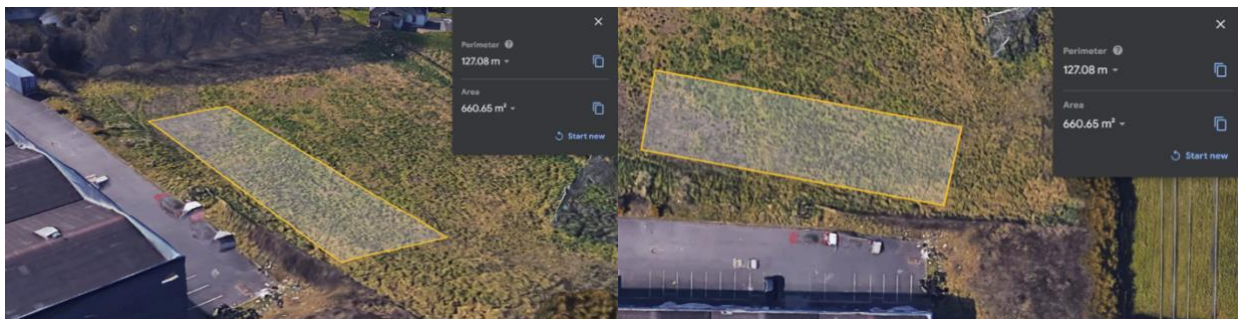 Perimeter
127.08 m
Area
660.65 m²
Start new
Perimeter
127.08 m
Area
660.65 m²
Start new